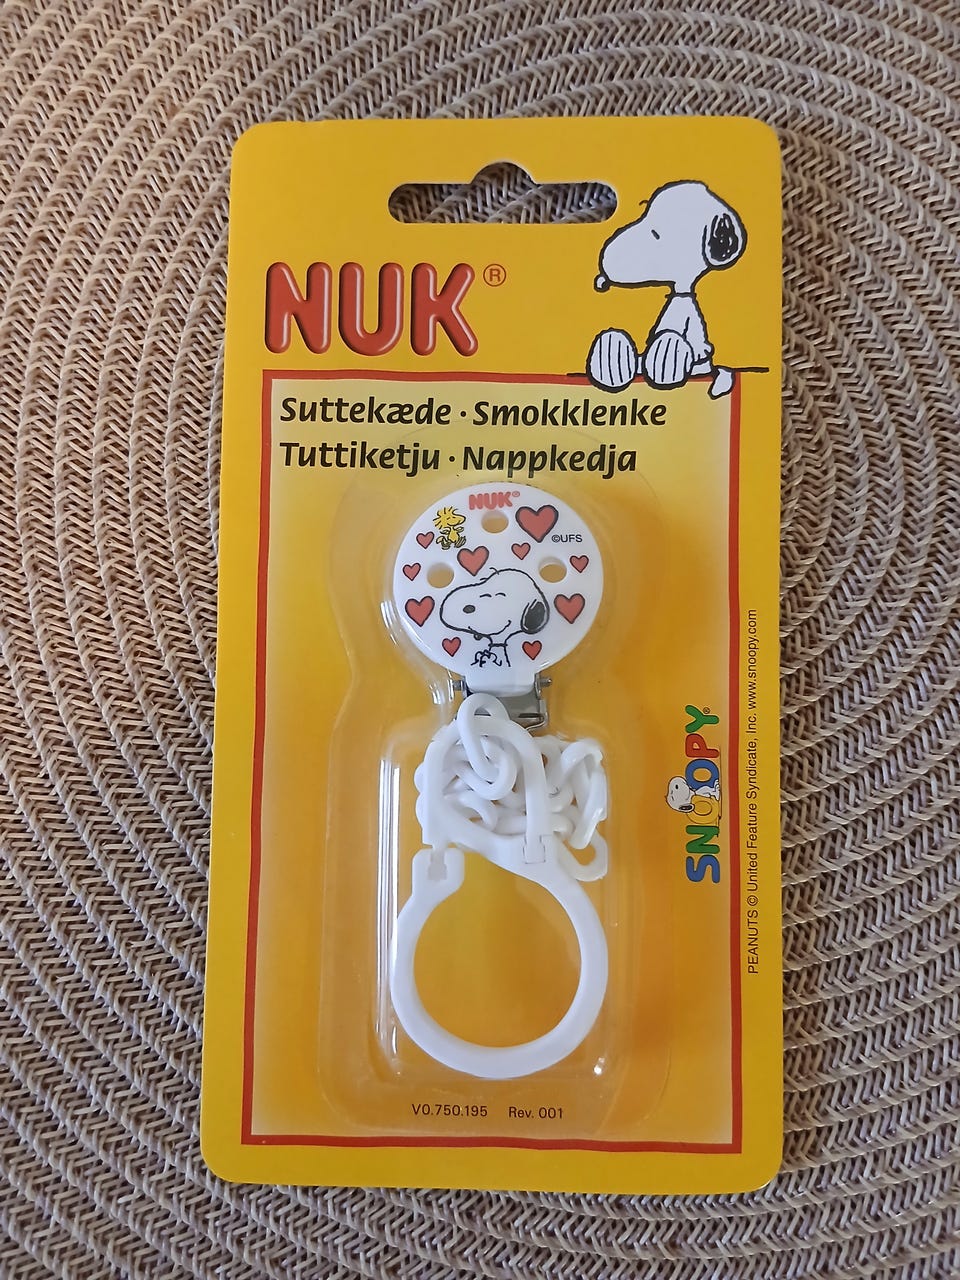 NUK®
Suttekæde · Smokklenke
Tuttiketju · Nappkedja
NUK®
©UFS
SNOOPY®
PEANUTS © United Feature Syndicate, Inc. www.snoopy.com
V0.750.195 Rev. 001